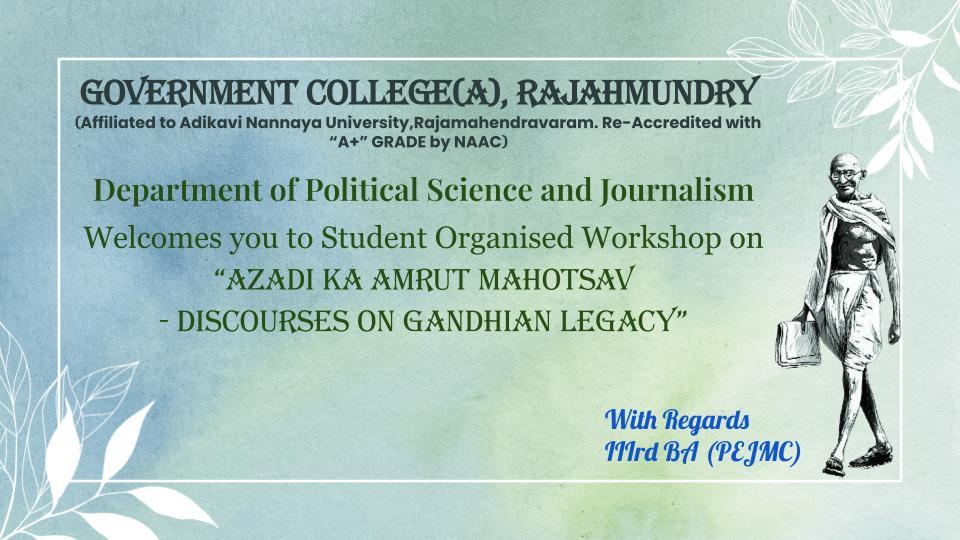 GOVERNMENT COLLEGE(A), RAJAHMUNDRY
(Affiliated to Adikavi Nannaya University,Rajamahendravaram. Re-Accredited with
“A+” GRADE by NAAC)
Department of Political Science and Journalism
Welcomes you to Student Organised Workshop on
“AZADI KA AMRUT MAHOTSAV
- DISCOURSES ON GANDHIAN LEGACY”
With Regards
IIIrd BA (PEJMC)